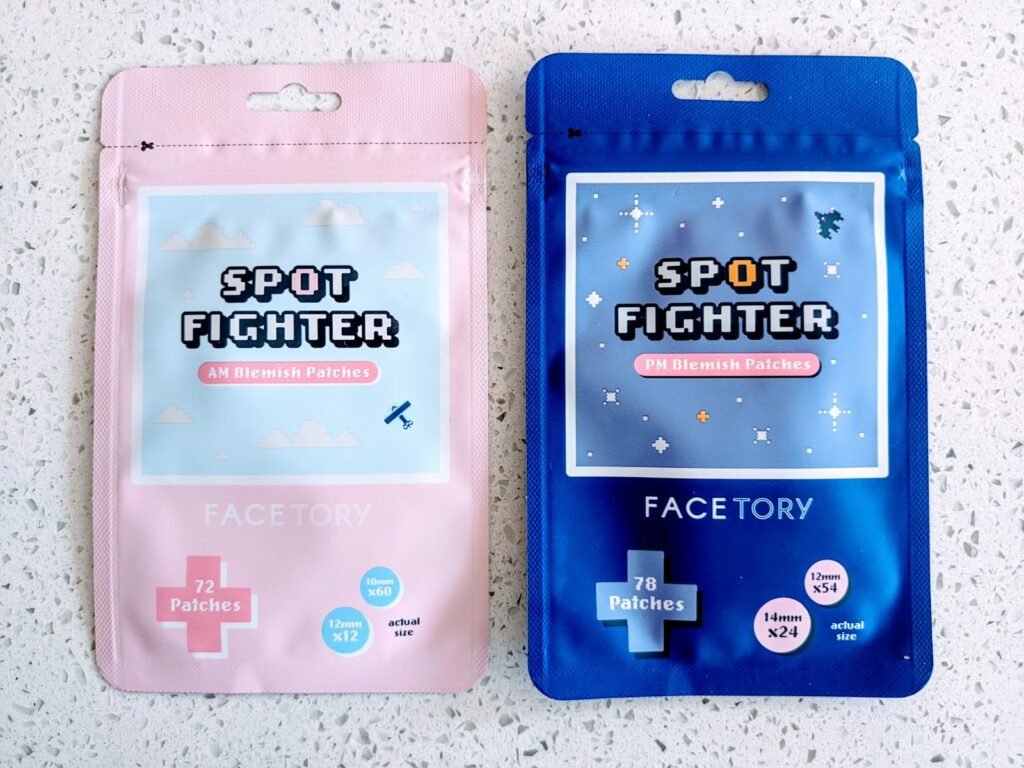 SPOT
FIGHTER
AM Blemish Patches
FACETORY
72
Patches
10mm
x60
12mm
x12
actual
size
SPOT
FIGHTER
PM Blemish Patches
FACETORY
78
Patches
12mm
x54
14mm
x24
actual
size